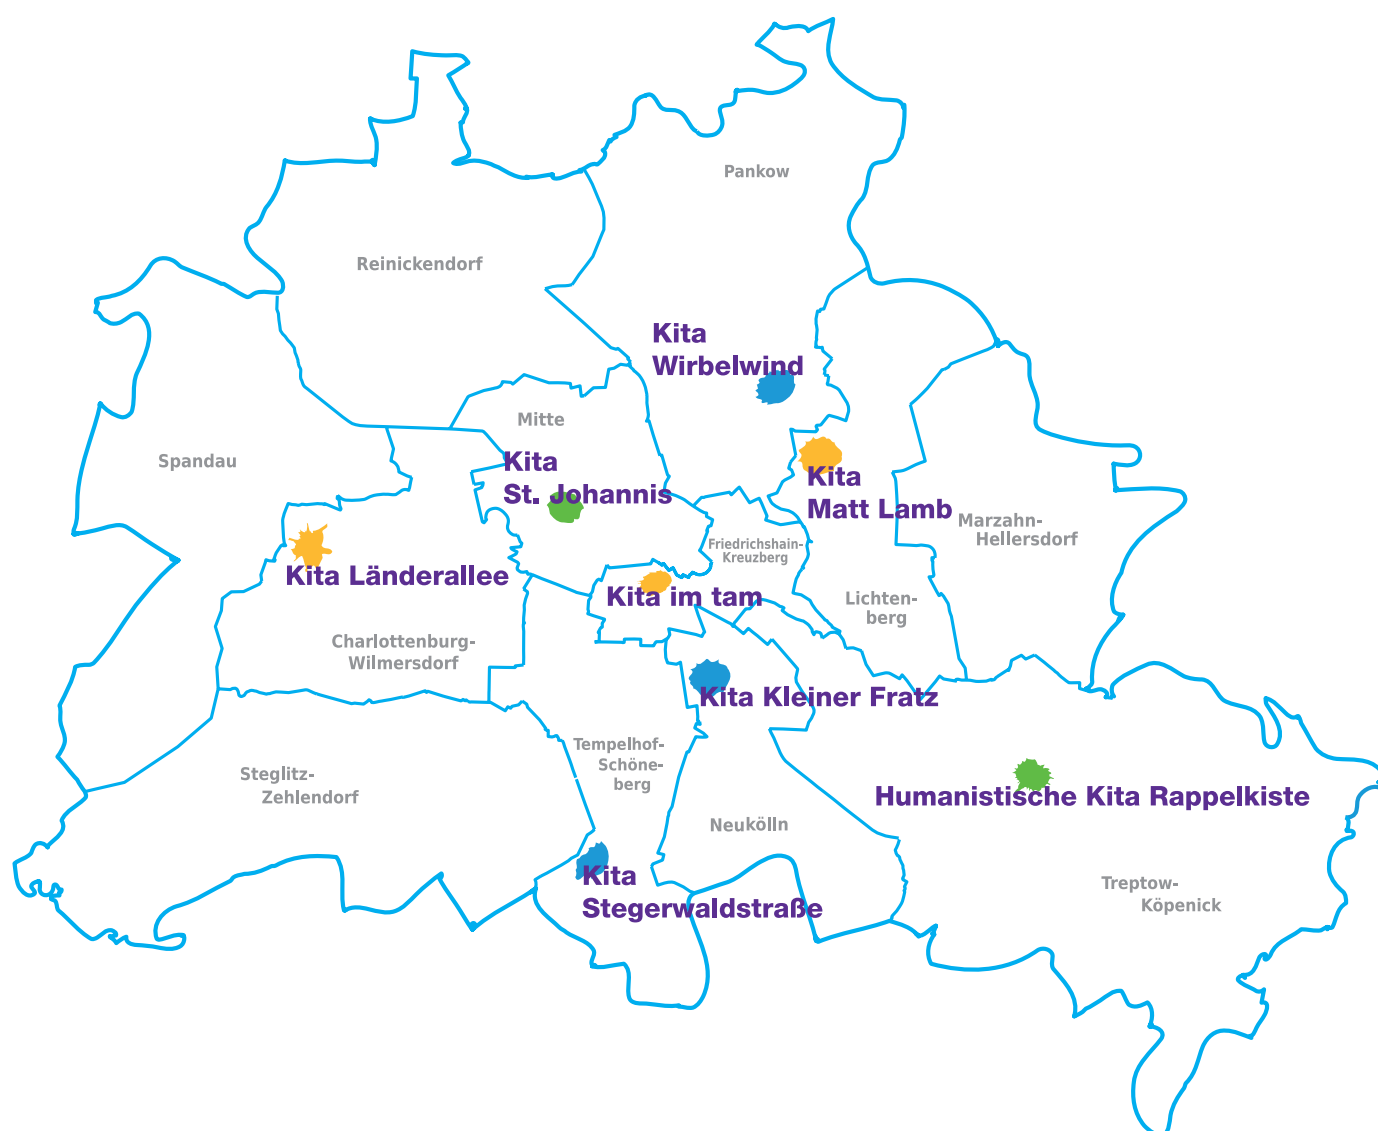 Pankow
Reinickendorf
Kita
Wirbelwind
Mitte
Spandau
Kita
St. Johannis
Kita
Matt Lamb
Marzahn-
Hellersdorf
Friedrichshain-
Kreuzberg
Kita Länderallee
Kita im tam
Lichten-
berg
Charlottenburg-
Wilmersdorf
Kita Kleiner Fratz
Tempelhof-
Schöne-
berg
Steglitz-
Zehlendorf
Humanistische Kita Rappelkiste
Neukölln
Kita
Stegerwaldstraße
Treptow-
Köpenick